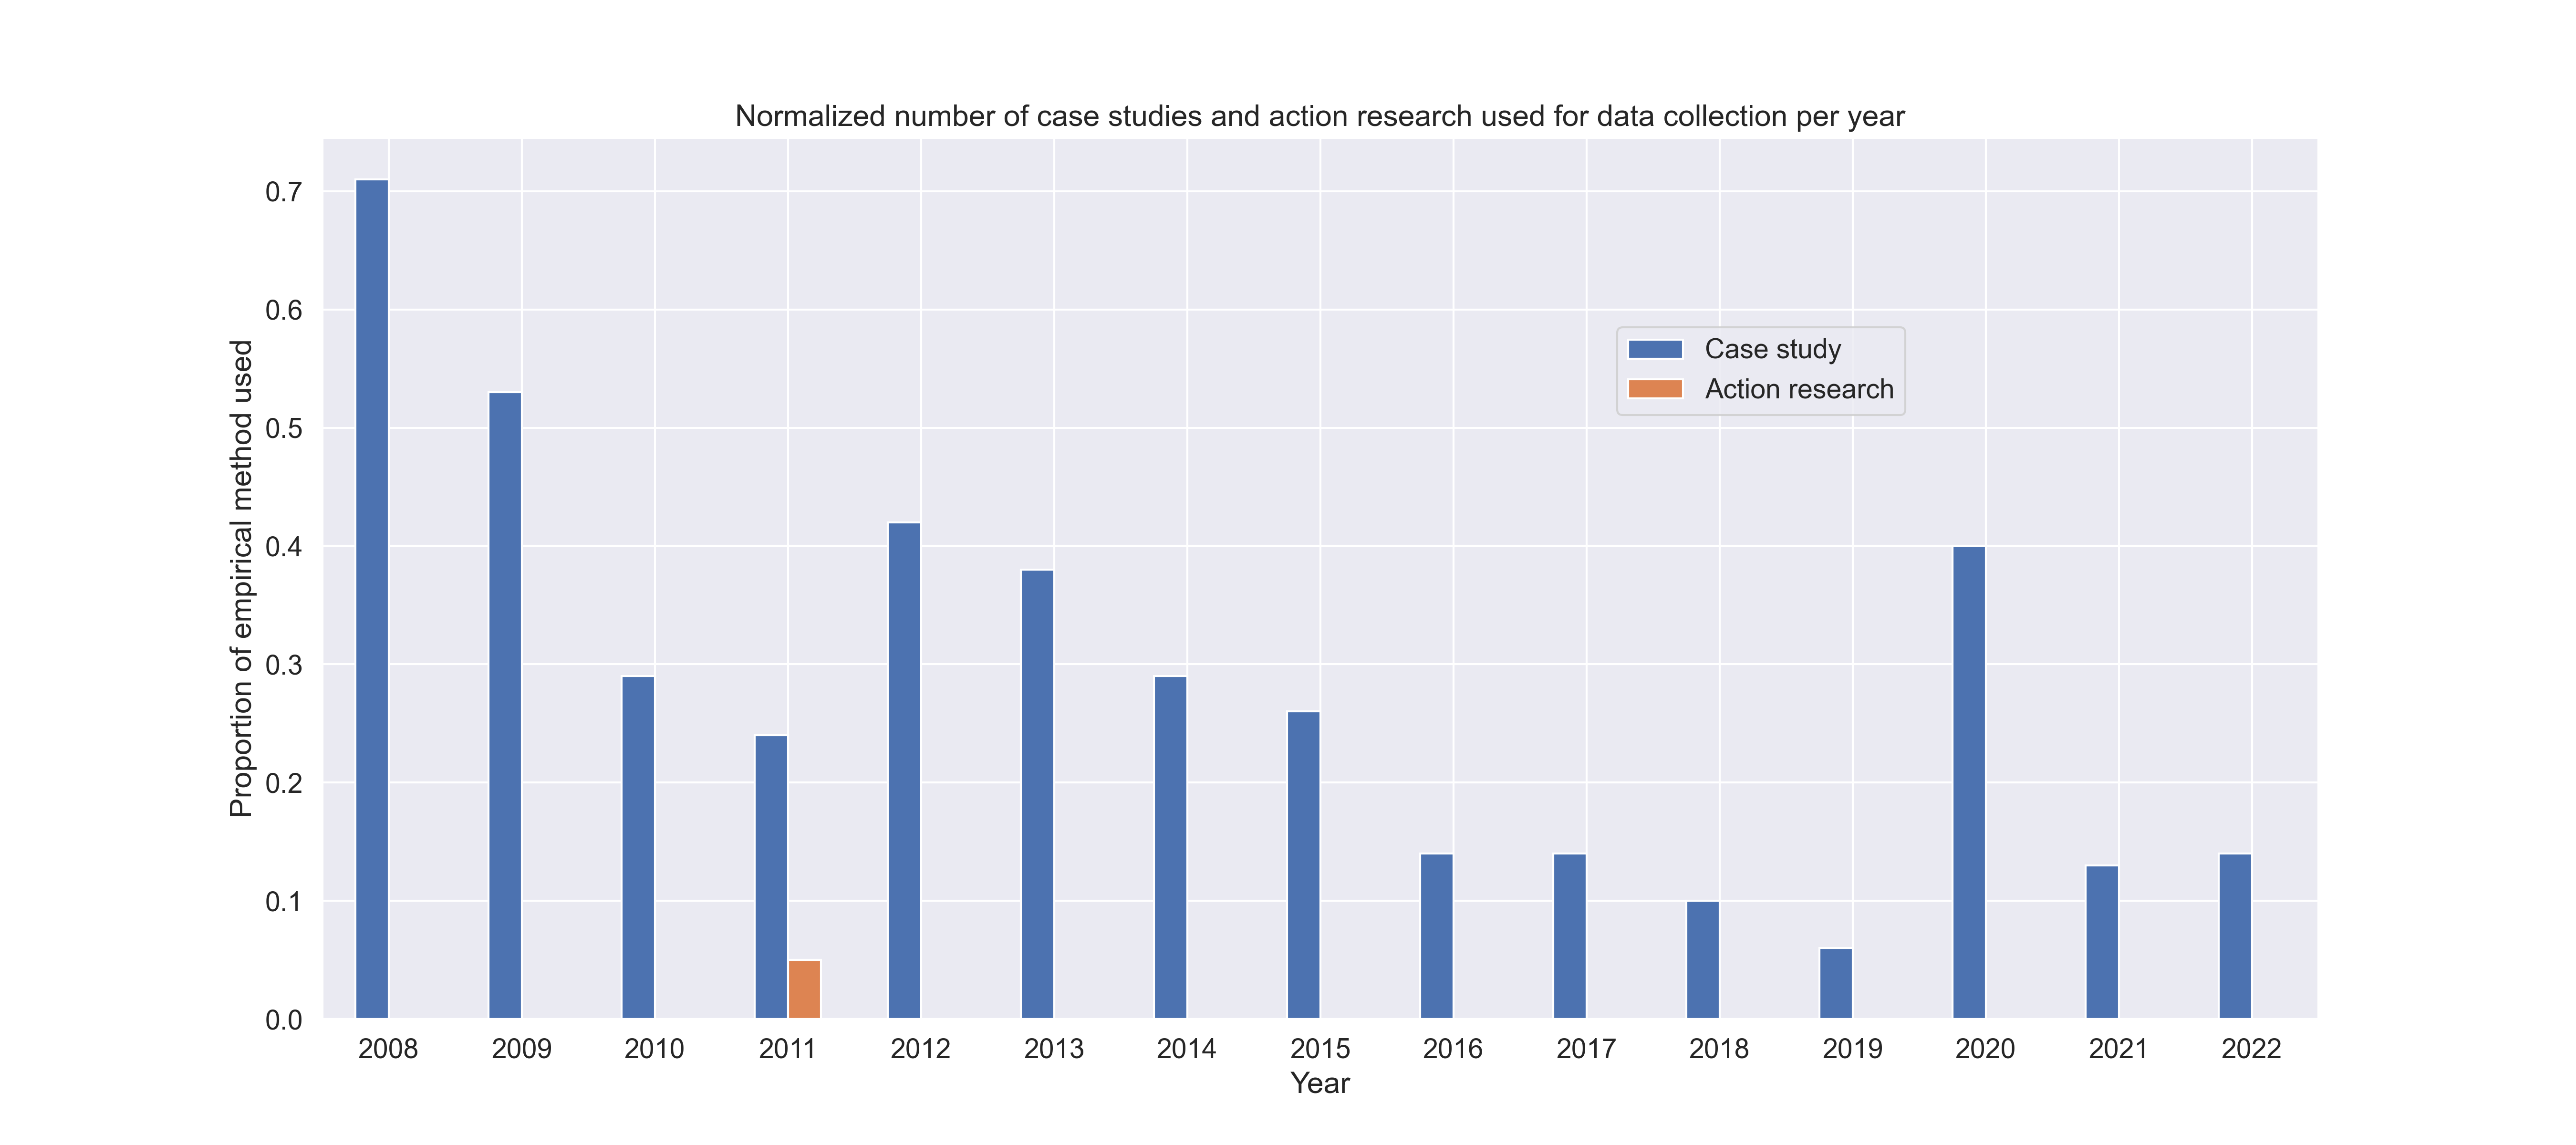 Normalized number of case studies and action research used for data collection per year
Proportion of empirical method used
0.7
0.6
0.5
0.4
0.3
0.2
0.1
0.0
Case study
Action research
2008 2009 2010 2011 2012 2013 2014 2015 2016 2017 2018 2019 2020 2021 2022
Year